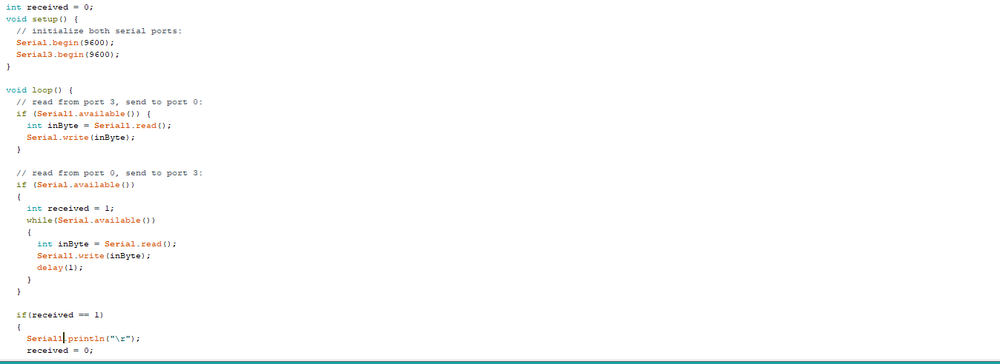 int received = 0;
void setup() {
  // initialize both serial ports:
  Serial.begin(9600);
  Serial3.begin(9600);
}

void loop() {
  // read from port 3, send to port 0:
  if (Serial1.available()) {
    int inByte = Serial1.read();
    Serial.write(inByte);
  }

  // read from port 0, send to port 3:
  if (Serial.available())
  {
    int received = 1;
    while(Serial.available())
    {
      int inByte = Serial.read();
      Serial1.write(inByte);
      delay(1);
    }
  }

  if(received == 1)
  {
    Serial1.println("\r");
    received = 0;